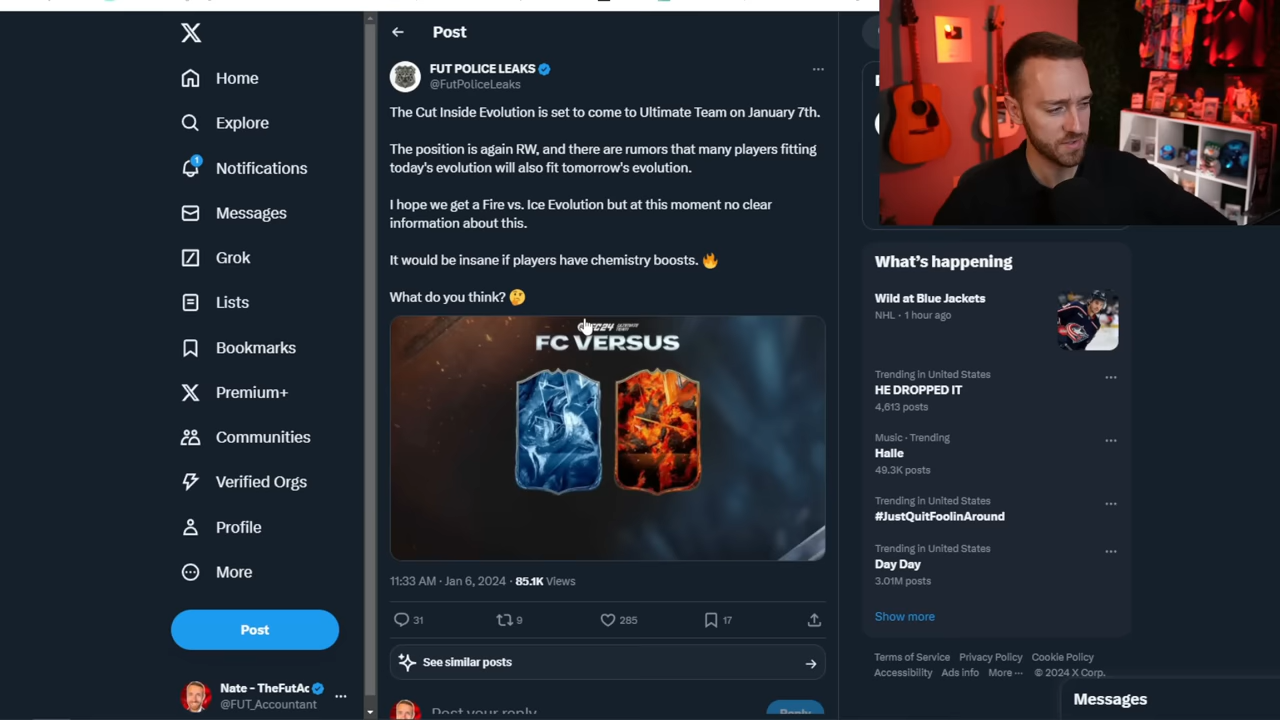 Post
Home
Explore
Notifications
1
Messages
Grok
Lists
Bookmarks
Premium+
Communities
Verified Orgs
Profile
More
Post
Nate - TheFutAc
@FUT_Accountant
FUT POLICE LEAKS
@FutPoliceLeaks
The Cut Inside Evolution is set to come to Ultimate Team on January 7th.
The position is again RW, and there are rumors that many players fitting
today's evolution will also fit tomorrow's evolution.
I hope we get a Fire vs. Ice Evolution but at this moment no clear
information about this.
It would be insane if players have chemistry boosts. 🔥
What do you think? 🤔
FC VERSUS
11:33 AM · Jan 6, 2024 · 85.1K Views
31
9
285
17
See similar posts
Post your reply
Reply
What's happening
Wild at Blue Jackets
NHL · 1 hour ago
Trending in United States
HE DROPPED IT
4,613 posts
Music · Trending
Halle
49.3K posts
Trending in United States
#JustQuitFoolinAround
Trending in United States
Day Day
3.01M posts
Show more
Terms of Service Privacy Policy Cookie Policy
Accessibility Ads info More ··· © 2024 X Corp.
Messages